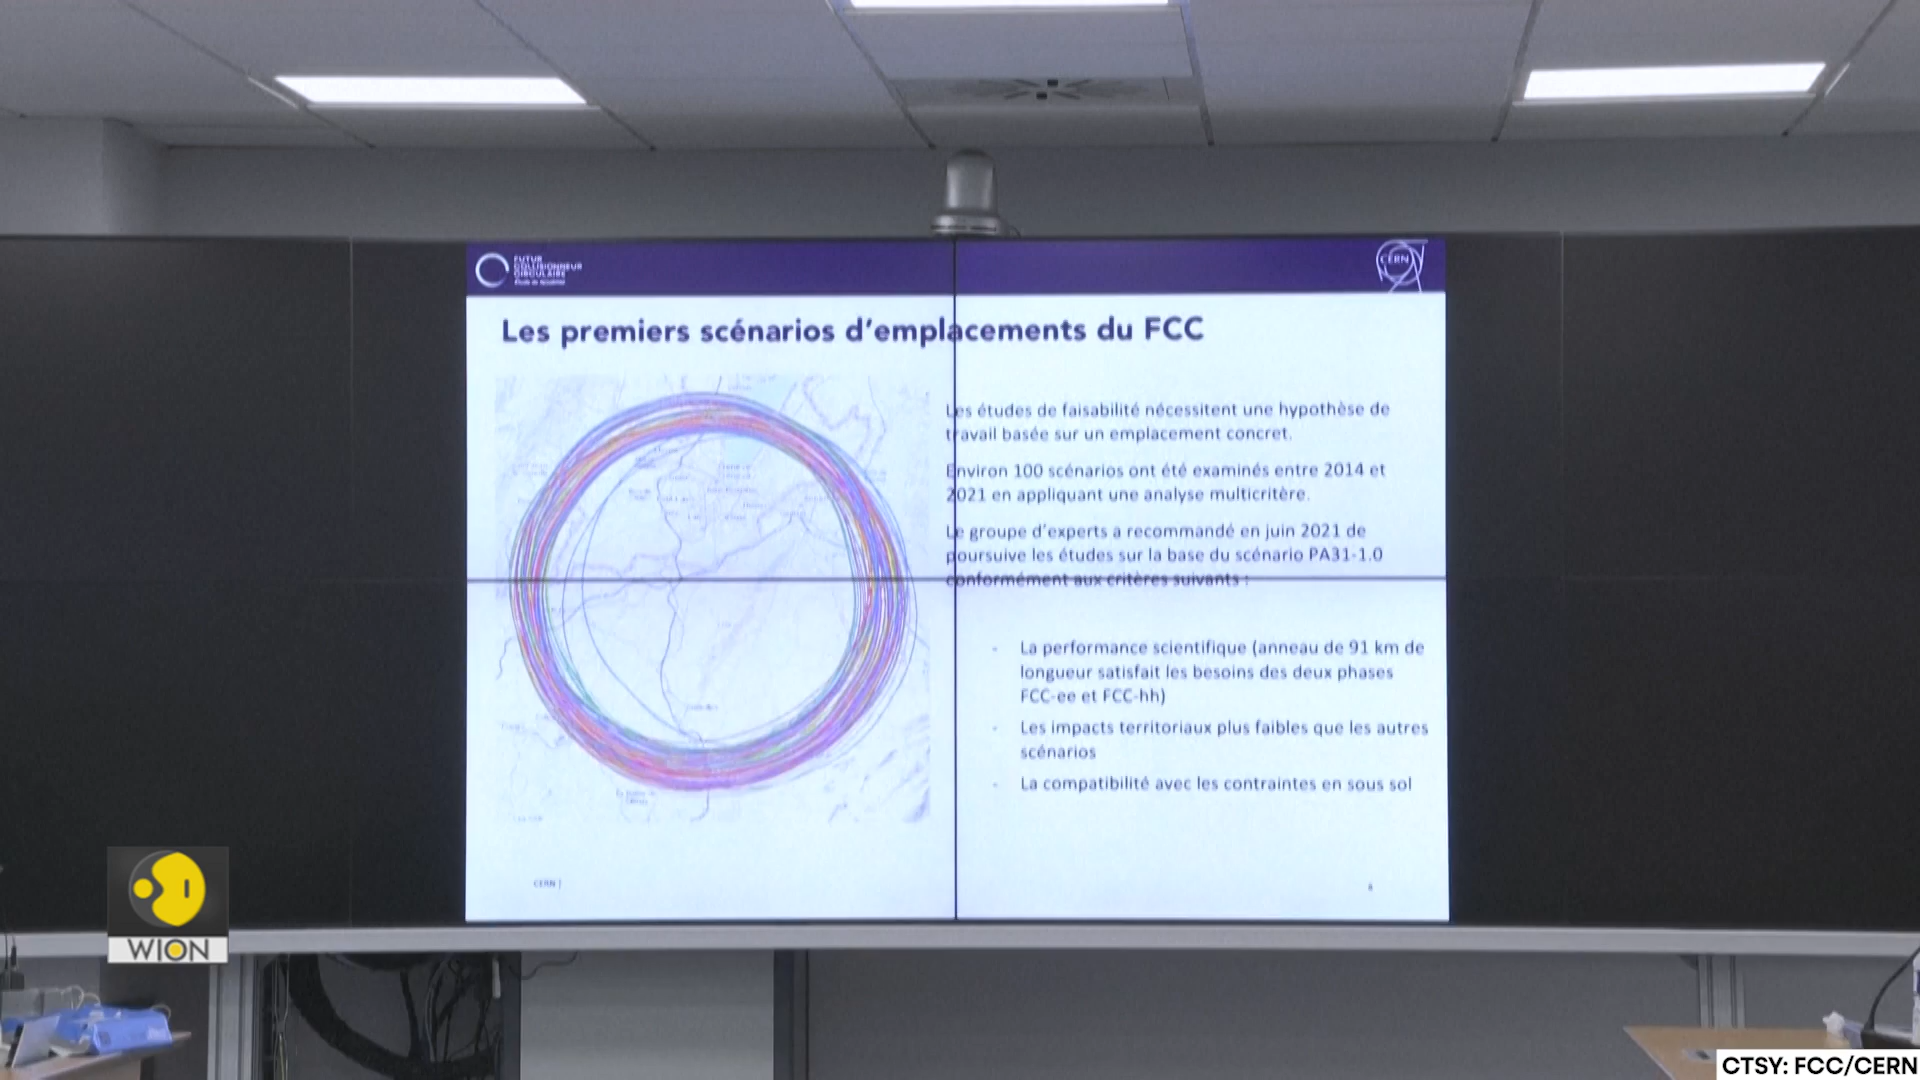 FUTUR
COLLISIONNEUR
CIRCULAIRE
CERN
Les premiers scénarios d'emplacements du FCC
Les études de faisabilité nécessitent une hypothèse de
travail basée sur un emplacement concret.
Environ 100 scénarios ont été examinés entre 2014 et
2021 en appliquant une analyse multicritère.
Le groupe d'experts a recommandé en juin 2021 de
poursuive les études sur la base du scénario PA31-1.0
conformément aux critères suivants :
- La performance scientifique (anneau de 91 km de
longueur satisfait les besoins des deux phases
FCC-ee et FCC-hh)
- Les impacts territoriaux plus faibles que les autres
scénarios
- La compatibilité avec les contraintes en sous sol
CERN |
WION
CTSY: FCC/CERN